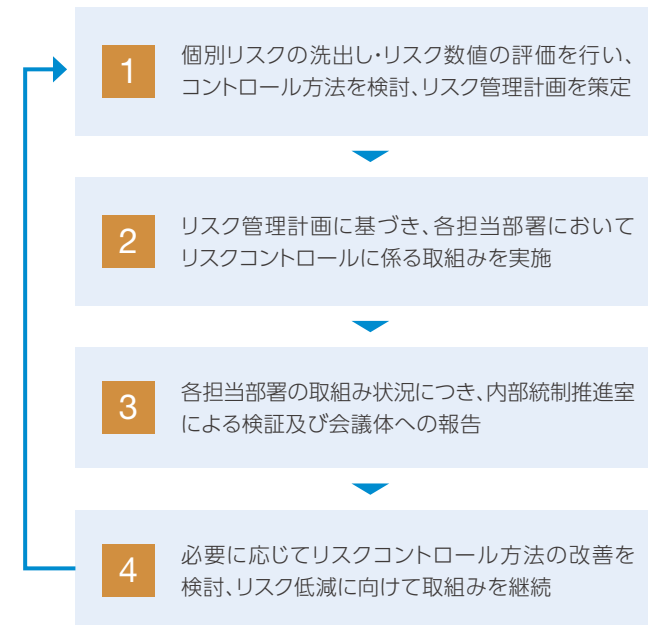 1
個別リスクの洗出し・リスク数値の評価を行い、
コントロール方法を検討、リスク管理計画を策定
2
リスク管理計画に基づき、各担当部署において
リスクコントロールに係る取組みを実施
3
各担当部署の取組み状況につき、内部統制推進室
による検証及び会議体への報告
4
必要に応じてリスクコントロール方法の改善を
検討、リスク低減に向けて取組みを継続